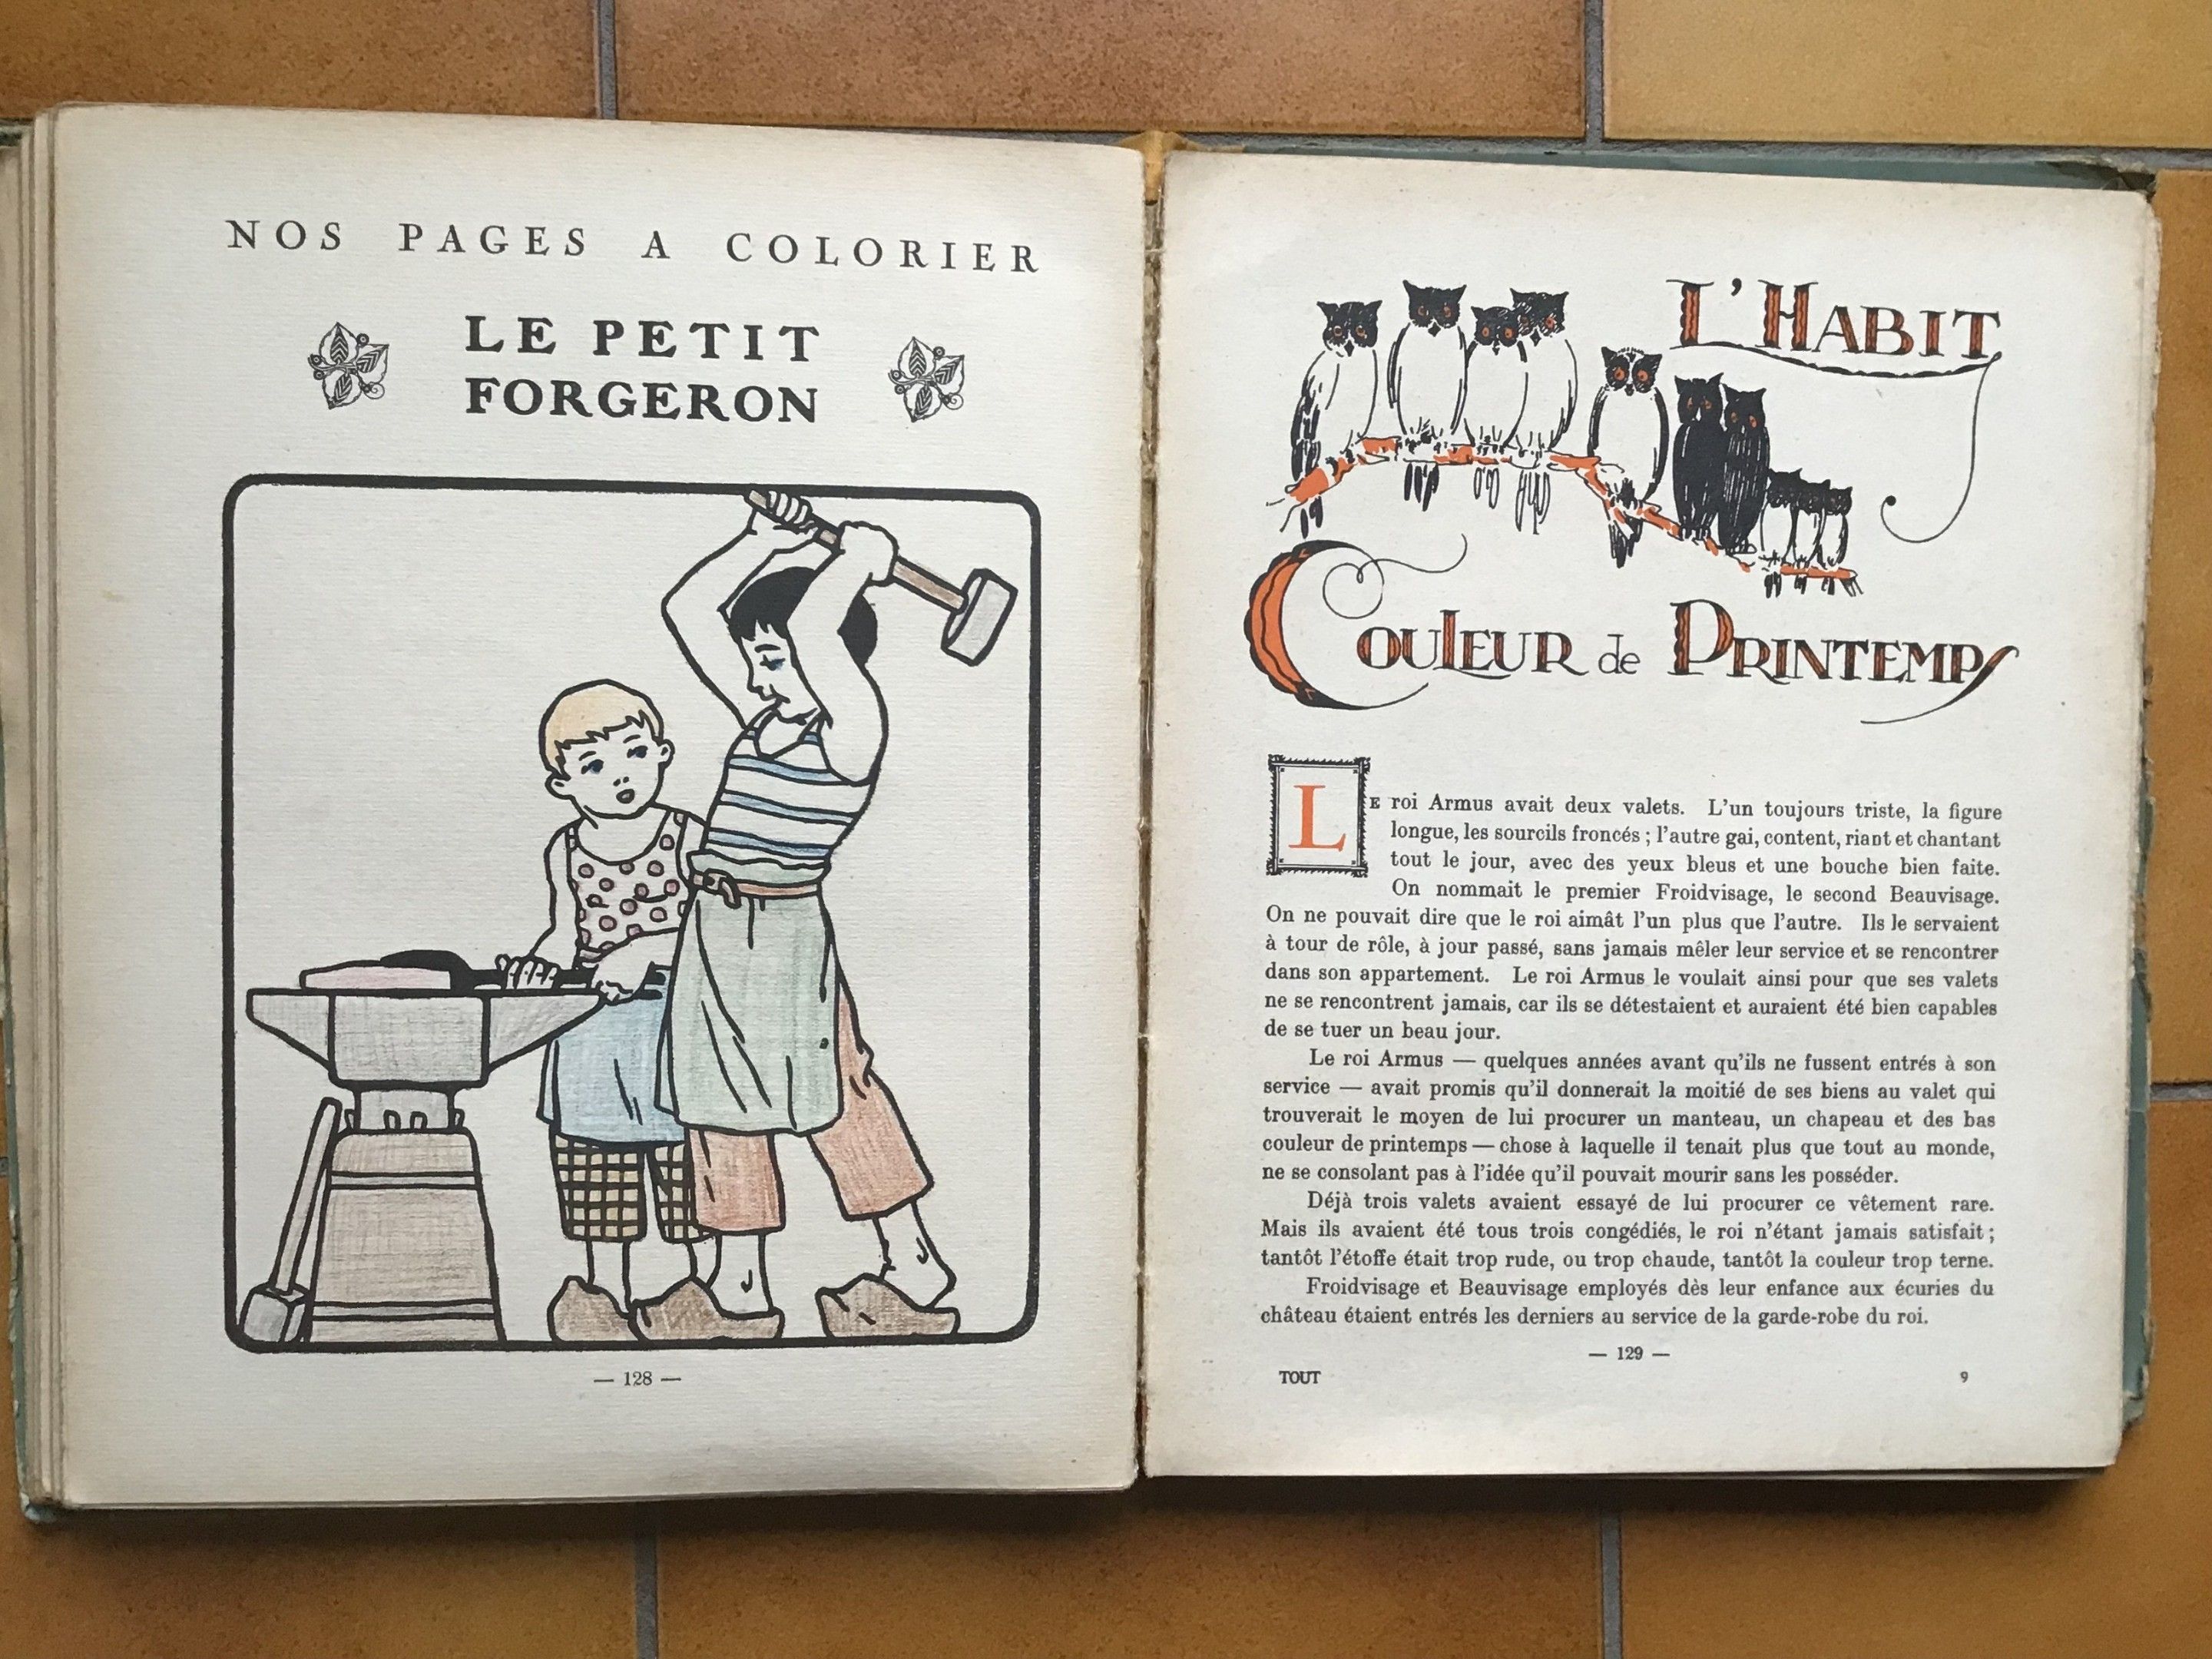 NOS PAGES A COLORIER
LE PETIT
FORGERON
— 128 —
L'HABIT
COULEUR de PRINTEMPS
LE roi Armus avait deux valets. L'un toujours triste, la figure
longue, les sourcils froncés ; l'autre gai, content, riant et chantant
tout le jour, avec des yeux bleus et une bouche bien faite.
On nommait le premier Froidvisage, le second Beauvisage.
On ne pouvait dire que le roi aimât l'un plus que l'autre. Ils le servaient
à tour de rôle, à jour passé, sans jamais mêler leur service et se rencontrer
dans son appartement. Le roi Armus le voulait ainsi pour que ses valets
ne se rencontrent jamais, car ils se détestaient et auraient été bien capables
de se tuer un beau jour.
Le roi Armus — quelques années avant qu'ils ne fussent entrés à son
service — avait promis qu'il donnerait la moitié de ses biens au valet qui
trouverait le moyen de lui procurer un manteau, un chapeau et des bas
couleur de printemps — chose à laquelle il tenait plus que tout au monde,
ne se consolant pas à l'idée qu'il pouvait mourir sans les posséder.
Déjà trois valets avaient essayé de lui procurer ce vêtement rare.
Mais ils avaient été tous trois congédiés, le roi n'étant jamais satisfait ;
tantôt l'étoffe était trop rude, ou trop chaude, tantôt la couleur trop terne.
Froidvisage et Beauvisage employés dès leur enfance aux écuries du
château étaient entrés les derniers au service de la garde-robe du roi.
— 129 —
TOUT 9